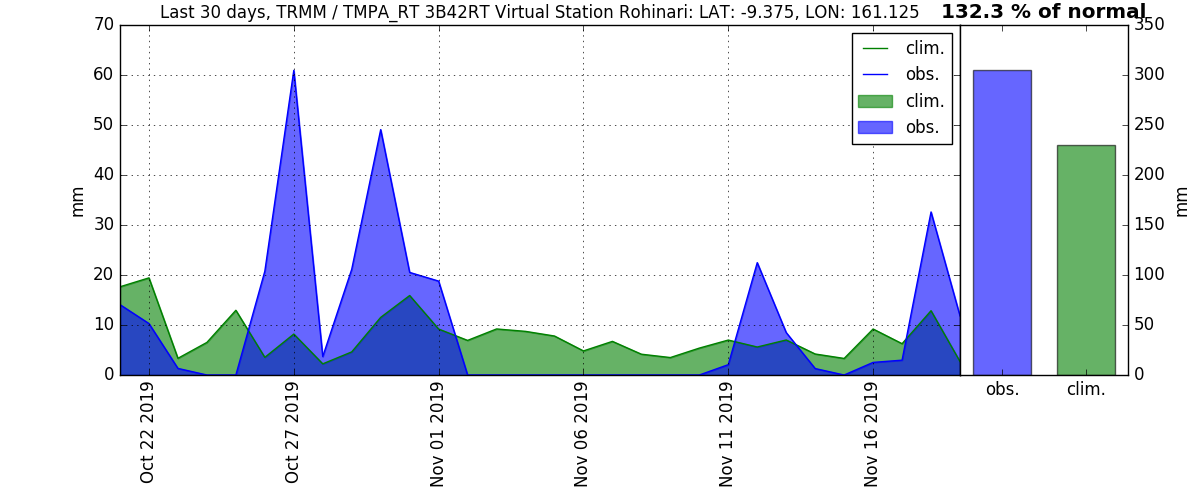 Last 30 days, TRMM / TMPA_RT 3B42RT Virtual Station Rohinari: LAT: -9.375, LON: 161.125 132.3 % of normal
70
60
50
40
30
20
10
0
mm
clim.
obs.
clim.
obs.
350
300
250
200
150
100
50
0
mm
obs. clim.
Oct 22 2019
Oct 27 2019
Nov 01 2019
Nov 06 2019
Nov 11 2019
Nov 16 2019